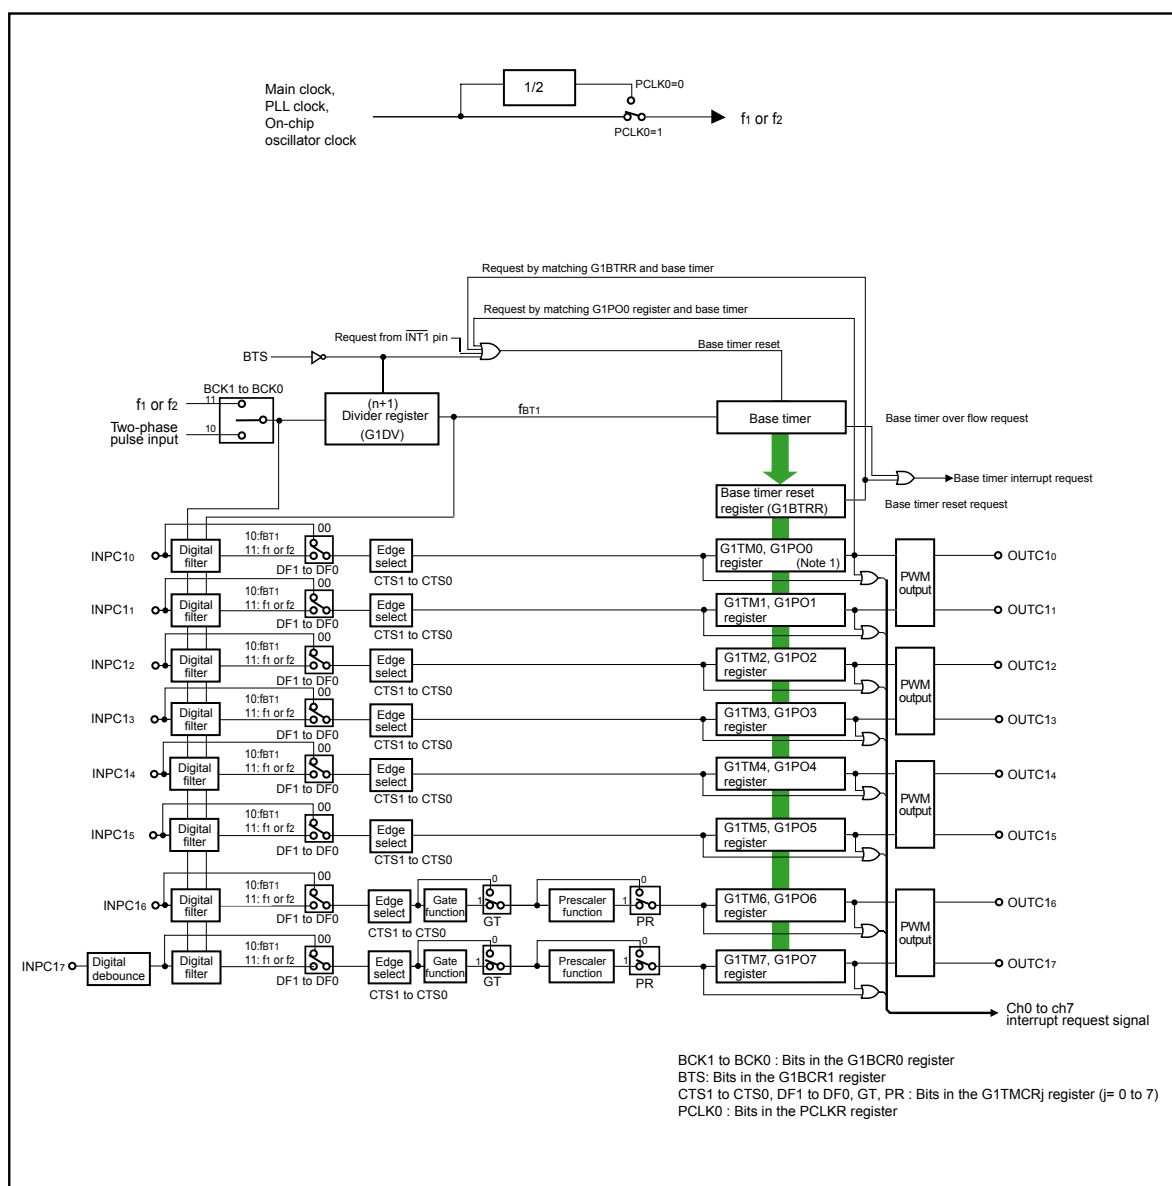 Main clock,
PLL clock,
On-chip
oscillator clock
1/2
PCLK0=0
PCLK0=1
f1 or f2
Request by matching G1BTRR and base timer
Request by matching G1PO0 register and base timer
Request from INT1 pin
Base timer reset
BTS
BCK1 to BCK0
f1 or f2
11
Two-phase
pulse input
10
(n+1)
Divider register
(G1DV)
fBT1
Base timer
Base timer over flow request
Base timer interrupt request
Base timer reset
register (G1BTRR)
Base timer reset request
INPC10
Digital
filter
10:fBT1
11: f1 or f2
00
DF1 to DF0
Edge
select
CTS1 to CTS0
G1TM0, G1PO0
register (Note 1)
PWM
output
OUTC10
INPC11
Digital
filter
10:fBT1
11: f1 or f2
00
DF1 to DF0
Edge
select
CTS1 to CTS0
G1TM1, G1PO1
register
OUTC11
INPC12
Digital
filter
10:fBT1
11: f1 or f2
00
DF1 to DF0
Edge
select
CTS1 to CTS0
G1TM2, G1PO2
register
PWM
output
OUTC12
INPC13
Digital
filter
10:fBT1
11: f1 or f2
00
DF1 to DF0
Edge
select
CTS1 to CTS0
G1TM3, G1PO3
register
OUTC13
INPC14
Digital
filter
10:fBT1
11: f1 or f2
00
DF1 to DF0
Edge
select
CTS1 to CTS0
G1TM4, G1PO4
register
PWM
output
OUTC14
INPC15
Digital
filter
10:fBT1
11: f1 or f2
00
DF1 to DF0
Edge
select
CTS1 to CTS0
G1TM5, G1PO5
register
OUTC15
INPC16
Digital
filter
10:fBT1
11: f1 or f2
00
DF1 to DF0
Edge
select
CTS1 to CTS0
Gate
function
0
1
GT
Prescaler
function
0
1
PR
G1TM6, G1PO6
register
PWM
output
OUTC16
INPC17
Digital
debounce
Digital
filter
10:fBT1
11: f1 or f2
00
DF1 to DF0
Edge
select
CTS1 to CTS0
Gate
function
0
1
GT
Prescaler
function
0
1
PR
G1TM7, G1PO7
register
OUTC17
Ch0 to ch7
interrupt request signal
BCK1 to BCK0 : Bits in the G1BCR0 register
BTS: Bits in the G1BCR1 register
CTS1 to CTS0, DF1 to DF0, GT, PR : Bits in the G1TMCRj register (j= 0 to 7)
PCLK0 : Bits in the PCLKR register